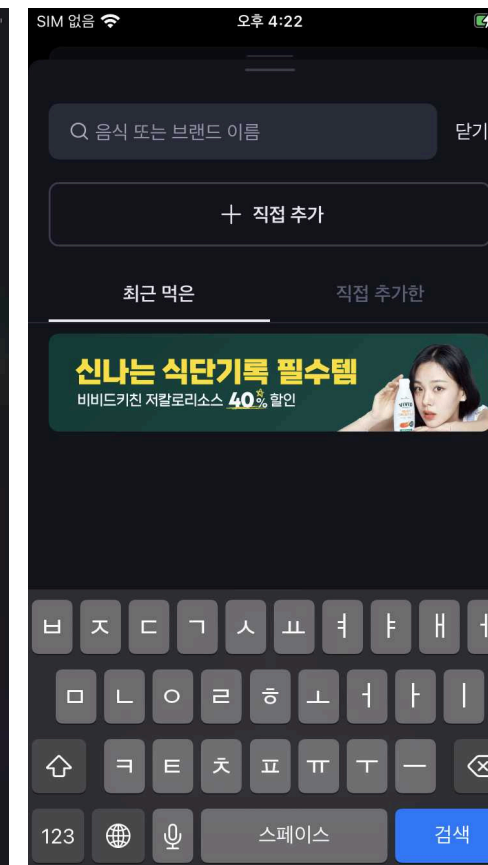 SIM 없음 오후 4:22
음식 또는 브랜드 이름 닫기
+ 직접 추가
최근 먹은 직접 추가한
신나는 식단기록 필수템
비비드키친 저칼로리소스 40% 할인
ㅂ ㅈ ㄷ ㄱ ㅅ ㅛ ㅕ ㅑ ㅐ ㅔ
ㅁ ㄴ ㅇ ㄹ ㅎ ㅗ ㅓ ㅏ ㅣ
ㅋ ㅌ ㅊ ㅍ ㅠ ㅜ ㅡ
123 스페이스 검색